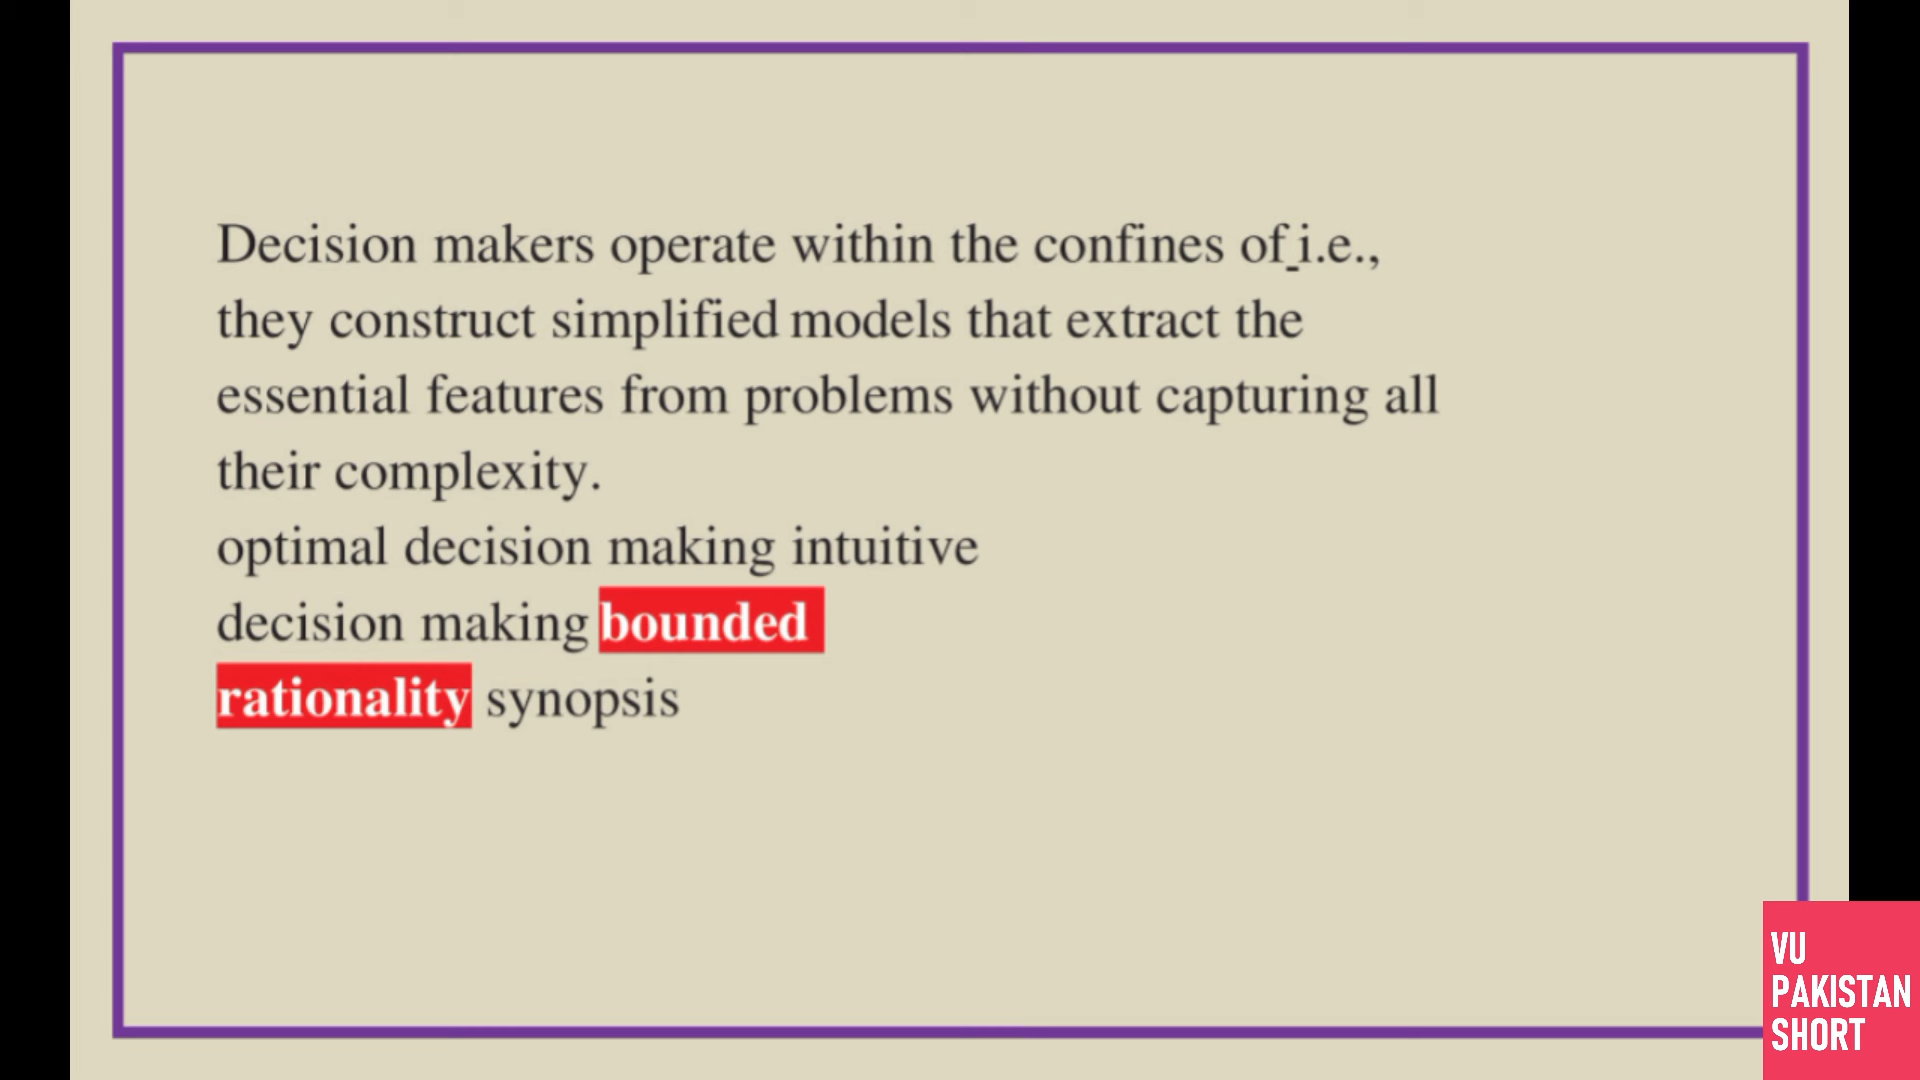 Decision makers operate within the confines of_i.e.,
they construct simplified models that extract the
essential features from problems without capturing all
their complexity.
optimal decision making intuitive
decision making bounded
rationality synopsis
VU
PAKISTAN
SHORT